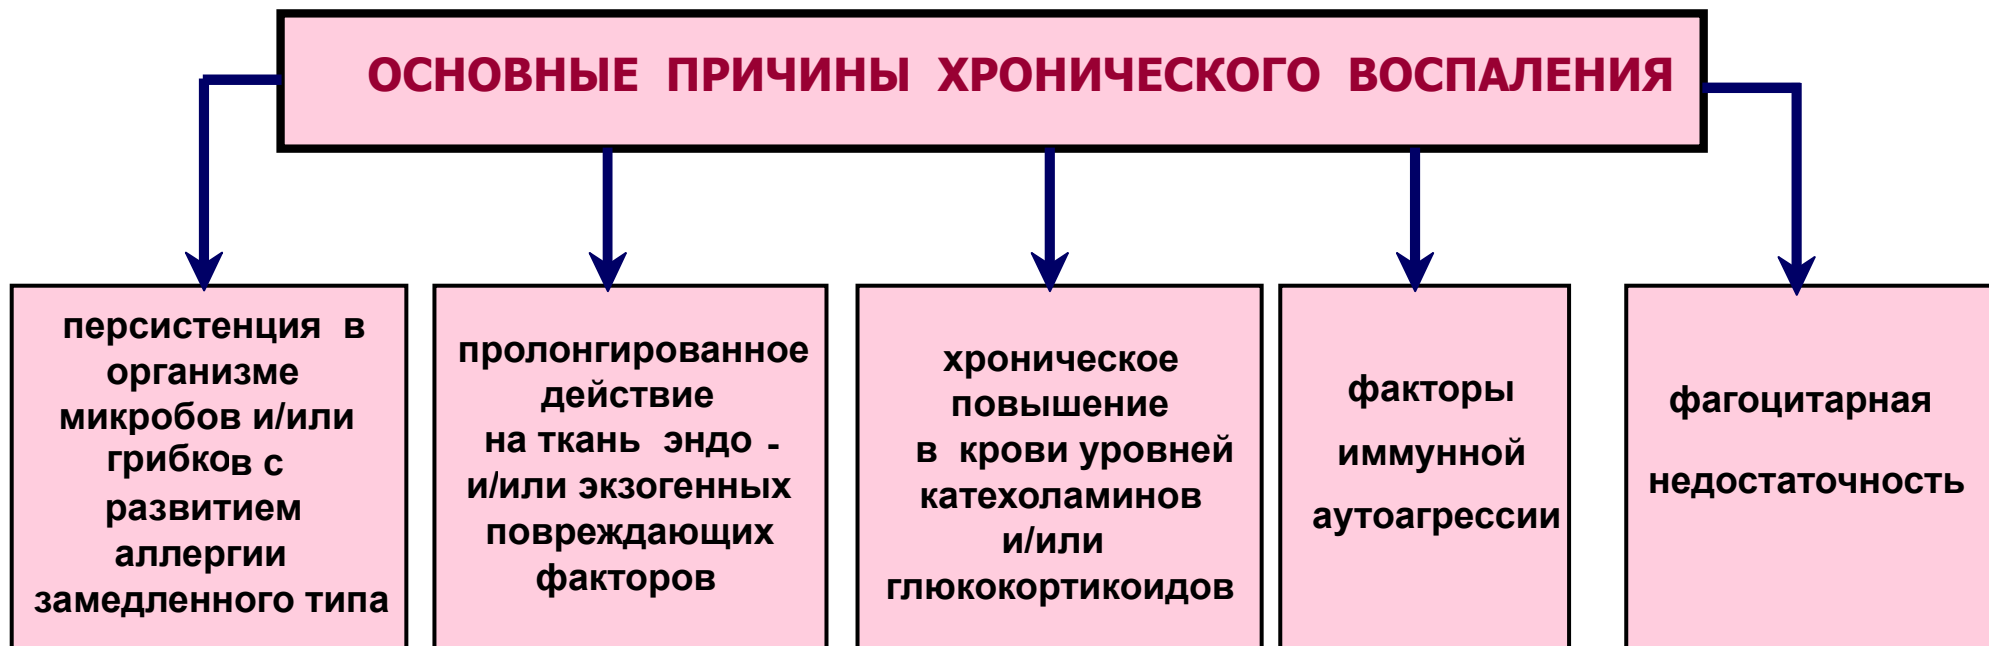 ОСНОВНЫЕ ПРИЧИНЫ ХРОНИЧЕСКОГО ВОСПАЛЕНИЯ
персистенция в
организме
микробов и/или
грибков с
развитием
аллергии
замедленного типа
пролонгированное
действие
на ткань эндо -
и/или экзогенных
повреждающих
факторов
хроническое
повышение
в крови уровней
катехоламинов
и/или
глюкокортикоидов
факторы
иммунной
аутоагрессии
фагоцитарная
недостаточность